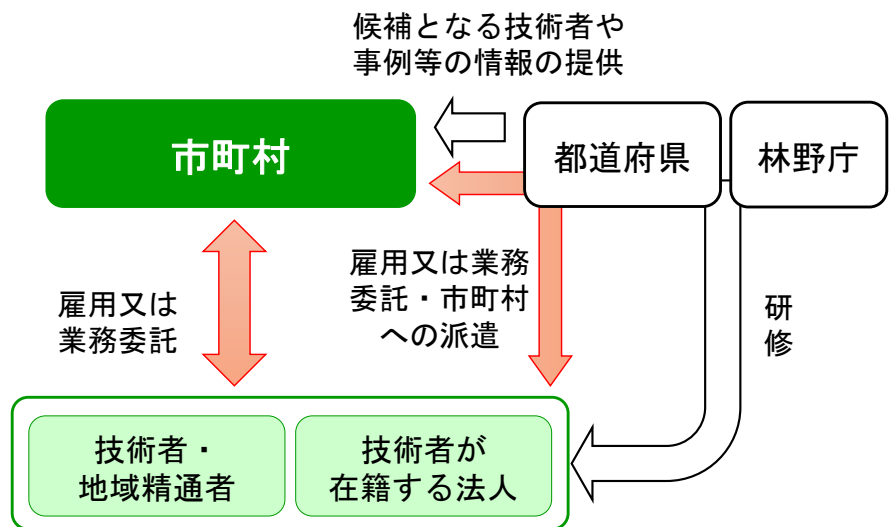 候補となる技術者や
事例等の情報の提供
市町村
都道府県
林野庁
雇用又は
業務委託
雇用又は業務
委託・市町村
への派遣
研
修
技術者・
地域精通者
技術者が
在籍する法人